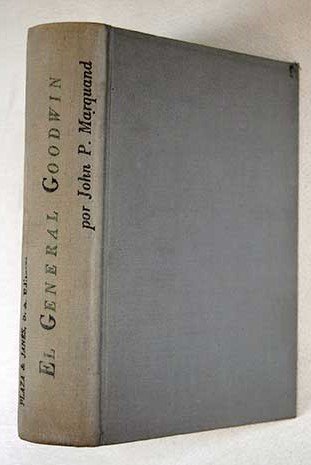 EL GENERAL GOODWIN
por John P. Marquand
PLAZA & JANÉS, S. A. Editores